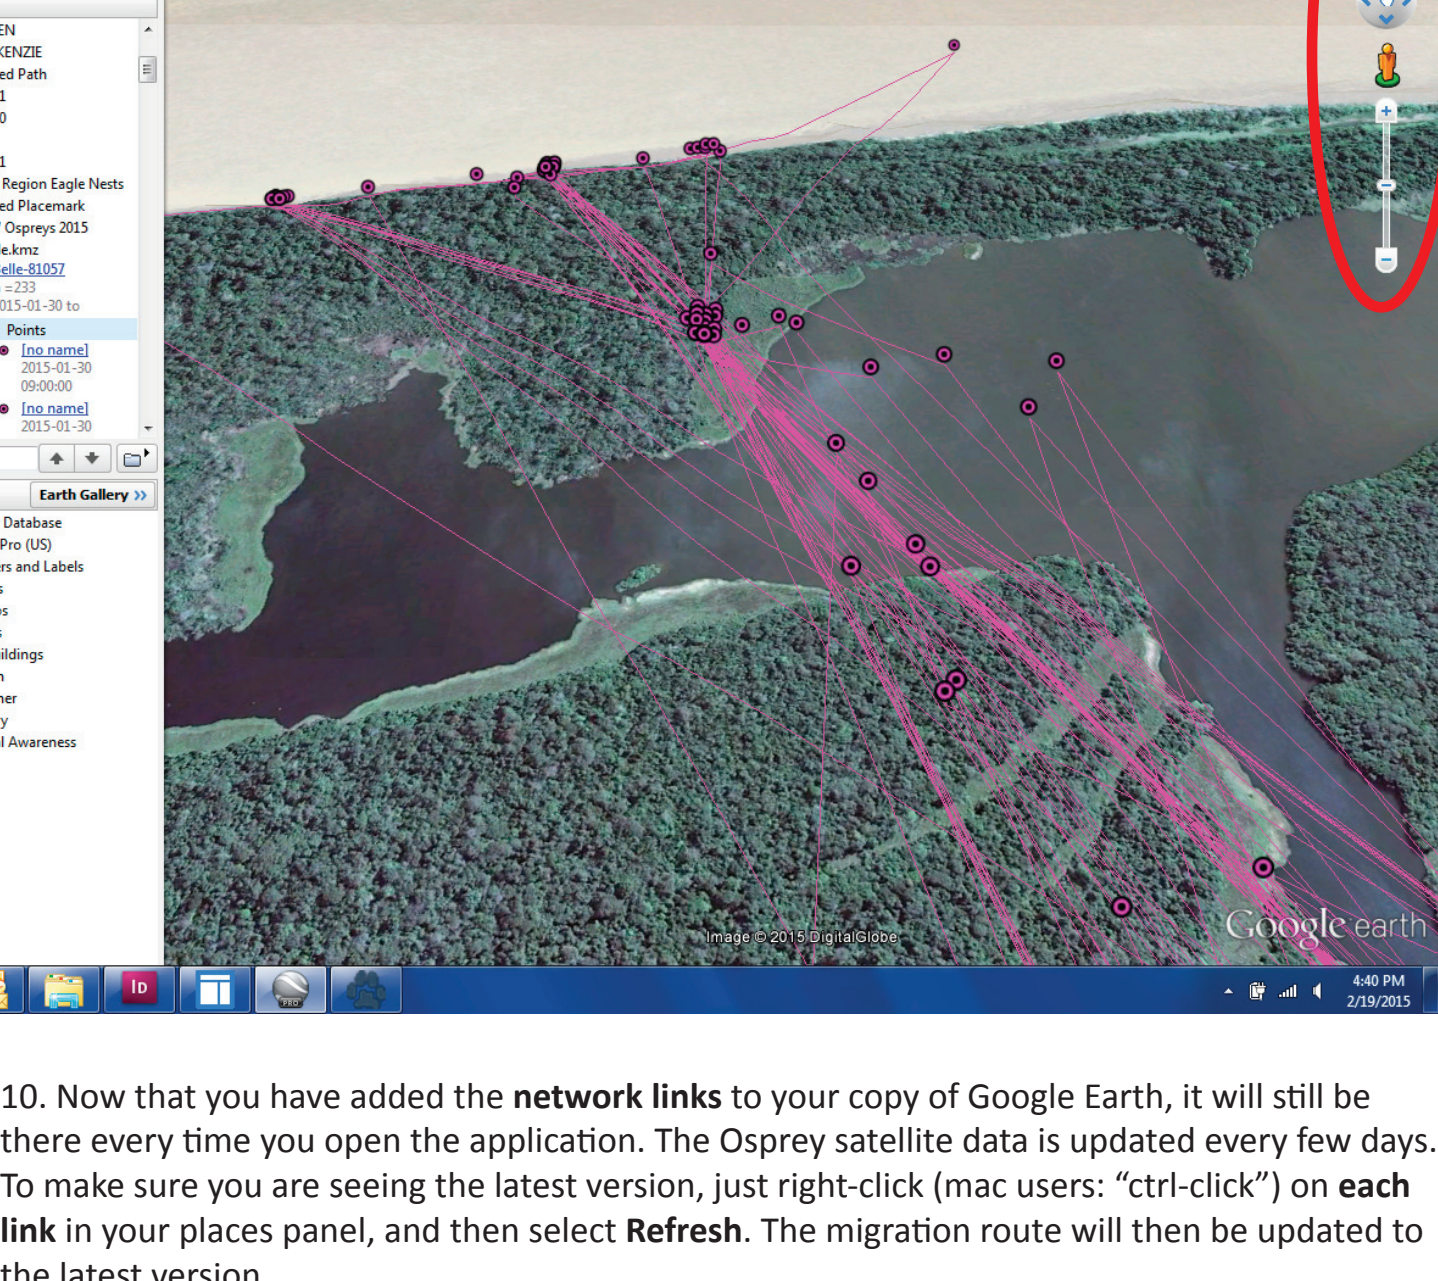 EN
KENZIE
ed Path
1
0
1
Region Eagle Nests
ed Placemark
' Ospreys 2015
le.kmz
elle-81057
=233
015-01-30 to
Points
[no name]
2015-01-30
09:00:00
[no name]
2015-01-30
Earth Gallery »
Database
Pro (US)
rs and Labels
s
os
s
ildings
n
her
y
l Awareness
Image © 2015 DigitalGlobe
Google earth
ID
PRO
4:40 PM
2/19/2015
10. Now that you have added the network links to your copy of Google Earth, it will still be
there every time you open the application. The Osprey satellite data is updated every few days.
To make sure you are seeing the latest version, just right-click (mac users: “ctrl-click”) on each
link in your places panel, and then select Refresh. The migration route will then be updated to
the latest version